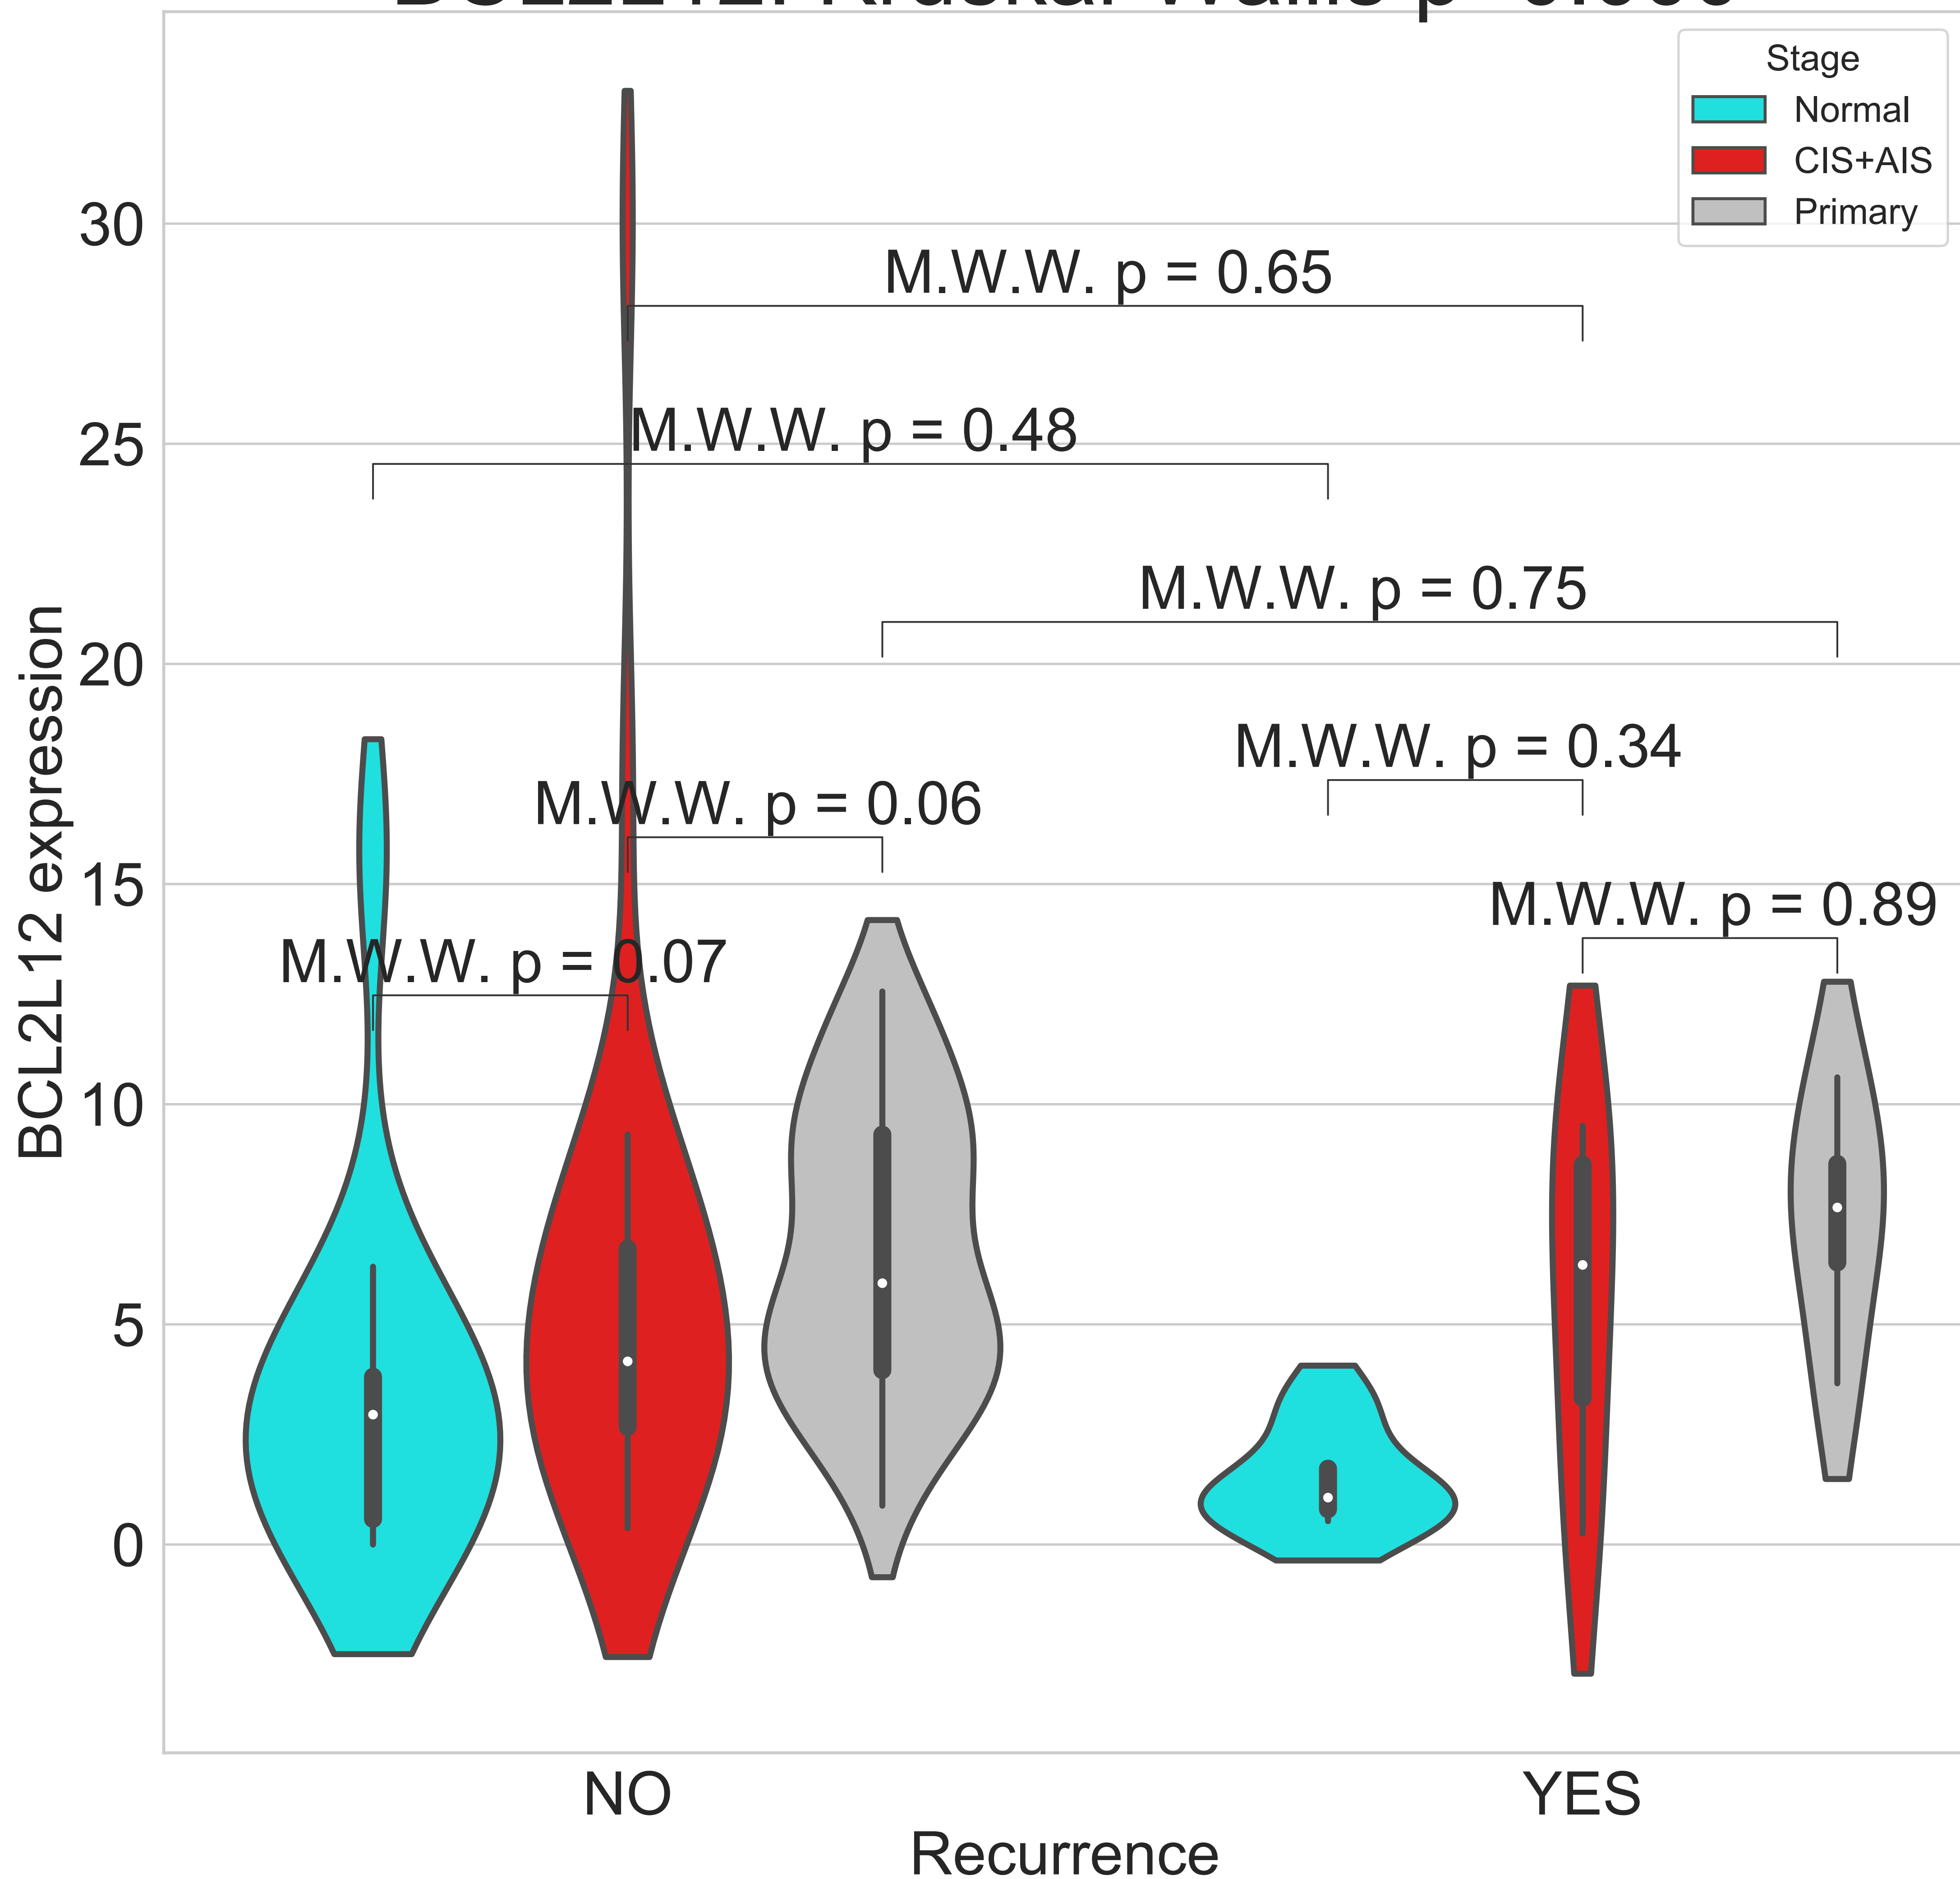 Stage
Normal
CIS+AIS
Primary
30
25
20
15
10
5
0
BCL2L12 expression
M.W.W. p = 0.65
M.W.W. p = 0.48
M.W.W. p = 0.75
M.W.W. p = 0.34
M.W.W. p = 0.06
M.W.W. p = 0.89
M.W.W. p = 0.07
NO
YES
Recurrence